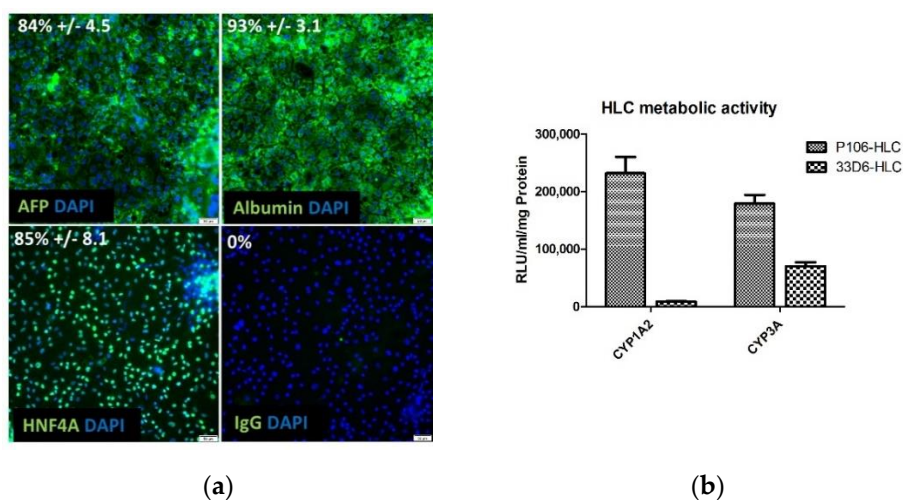 84% +/- 4.5
93% +/- 3.1
AFP DAPI
Albumin DAPI
85% +/- 8.1
0%
HNF4A DAPI
IgG DAPI
(a)
HLC metabolic activity
RLU/ml/mg Protein
300,000
200,000
100,000
0
CYP1A2
CYP3A
P106-HLC
33D6-HLC
(b)